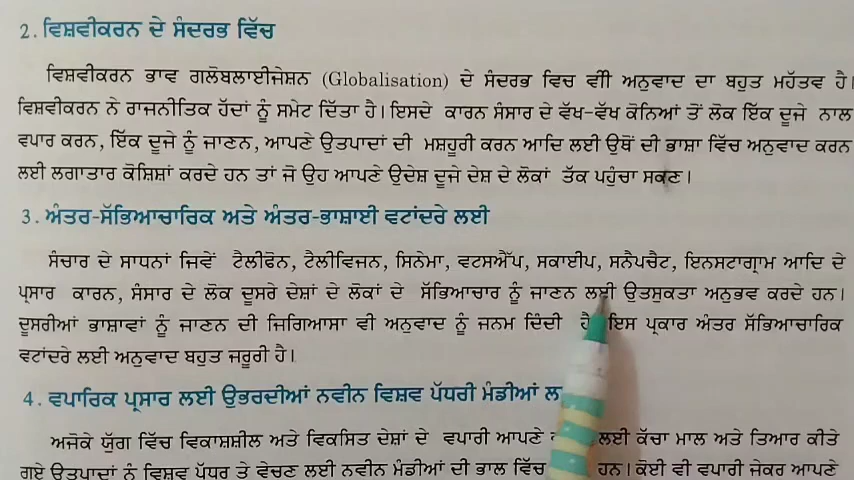 2. ਵਿਸ਼ਵੀਕਰਨ ਦੇ ਸੰਦਰਭ ਵਿੱਚ
ਵਿਸ਼ਵੀਕਰਨ ਭਾਵ ਗਲੋਬਲਾਈਜੇਸ਼ਨ (Globalisation) ਦੇ ਸੰਦਰਭ ਵਿਚ ਵੀੀ ਅਨੁਵਾਦ ਦਾ ਬਹੁਤ ਮਹੱਤਵ ਹੈ।
ਵਿਸ਼ਵੀਕਰਨ ਨੇ ਰਾਜਨੀਤਿਕ ਹੱਦਾਂ ਨੂੰ ਸਮੇਟ ਦਿੱਤਾ ਹੈ। ਇਸਦੇ ਕਾਰਨ ਸੰਸਾਰ ਦੇ ਵੱਖ-ਵੱਖ ਕੋਨਿਆਂ ਤੋਂ ਲੋਕ ਇੱਕ ਦੂਜੇ ਨਾਲ
ਵਪਾਰ ਕਰਨ, ਇੱਕ ਦੂਜੇ ਨੂੰ ਜਾਣਨ, ਆਪਣੇ ਉਤਪਾਦਾਂ ਦੀ ਮਸ਼ਹੂਰੀ ਕਰਨ ਆਦਿ ਲਈ ਉਥੋਂ ਦੀ ਭਾਸ਼ਾ ਵਿੱਚ ਅਨੁਵਾਦ ਕਰਨ
ਲਈ ਲਗਾਤਾਰ ਕੋਸ਼ਿਸ਼ਾਂ ਕਰਦੇ ਹਨ ਤਾਂ ਜੋ ਉਹ ਆਪਣੇ ਉਦੇਸ਼ ਦੂਜੇ ਦੇਸ਼ ਦੇ ਲੋਕਾਂ ਤੱਕ ਪਹੁੰਚਾ ਸਕਣ।
3. ਅੰਤਰ-ਸੱਭਿਆਚਾਰਿਕ ਅਤੇ ਅੰਤਰ-ਭਾਸ਼ਾਈ ਵਟਾਂਦਰੇ ਲਈ
ਸੰਚਾਰ ਦੇ ਸਾਧਨਾਂ ਜਿਵੇਂ ਟੈਲੀਫੋਨ, ਟੈਲੀਵਿਜਨ, ਸਿਨੇਮਾ, ਵਟਸਐੱਪ, ਸਕਾਈਪ, ਸਨੈਪਚੈਟ, ਇਨਸਟਾਗ੍ਰਾਮ ਆਦਿ ਦੇ
ਪ੍ਰਸਾਰ ਕਾਰਨ, ਸੰਸਾਰ ਦੇ ਲੋਕ ਦੂਸਰੇ ਦੇਸ਼ਾਂ ਦੇ ਲੋਕਾਂ ਦੇ ਸੱਭਿਆਚਾਰ ਨੂੰ ਜਾਣਨ ਲਈ ਉਤਸੁਕਤਾ ਅਨੁਭਵ ਕਰਦੇ ਹਨ।
ਦੂਸਰੀਆਂ ਭਾਸ਼ਾਵਾਂ ਨੂੰ ਜਾਣਨ ਦੀ ਜਿਗਿਆਸਾ ਵੀ ਅਨੁਵਾਦ ਨੂੰ ਜਨਮ ਦਿੰਦੀ ਹੈ ਇਸ ਪ੍ਰਕਾਰ ਅੰਤਰ ਸੱਭਿਆਚਾਰਿਕ
ਵਟਾਂਦਰੇ ਲਈ ਅਨੁਵਾਦ ਬਹੁਤ ਜਰੂਰੀ ਹੈ।
4. ਵਪਾਰਿਕ ਪ੍ਰਸਾਰ ਲਈ ਉਭਰਦੀਆਂ ਨਵੀਨ ਵਿਸ਼ਵ ਪੱਧਰੀ ਮੰਡੀਆਂ
ਅਜੋਕੇ ਯੁੱਗ ਵਿੱਚ ਵਿਕਾਸ਼ਸ਼ੀਲ ਅਤੇ ਵਿਕਸਿਤ ਦੇਸ਼ਾਂ ਦੇ ਵਪਾਰੀ ਆਪਣੇ ਲਈ ਕੱਚਾ ਮਾਲ ਅਤੇ ਤਿਆਰ ਕੀਤੇ
ਗਏ ਉਤਪਾਦਾਂ ਨੂੰ ਵਿਸ਼ਵ ਪੱਧਰ ਤੇ ਵੇਚਣ ਲਈ ਨਵੀਨ ਮੰਡੀਆਂ ਦੀ ਭਾਲ ਵਿੱਚ ਹਨ। ਕੋਈ ਵੀ ਵਪਾਰੀ ਜੇਕਰ ਆਪਣੇ